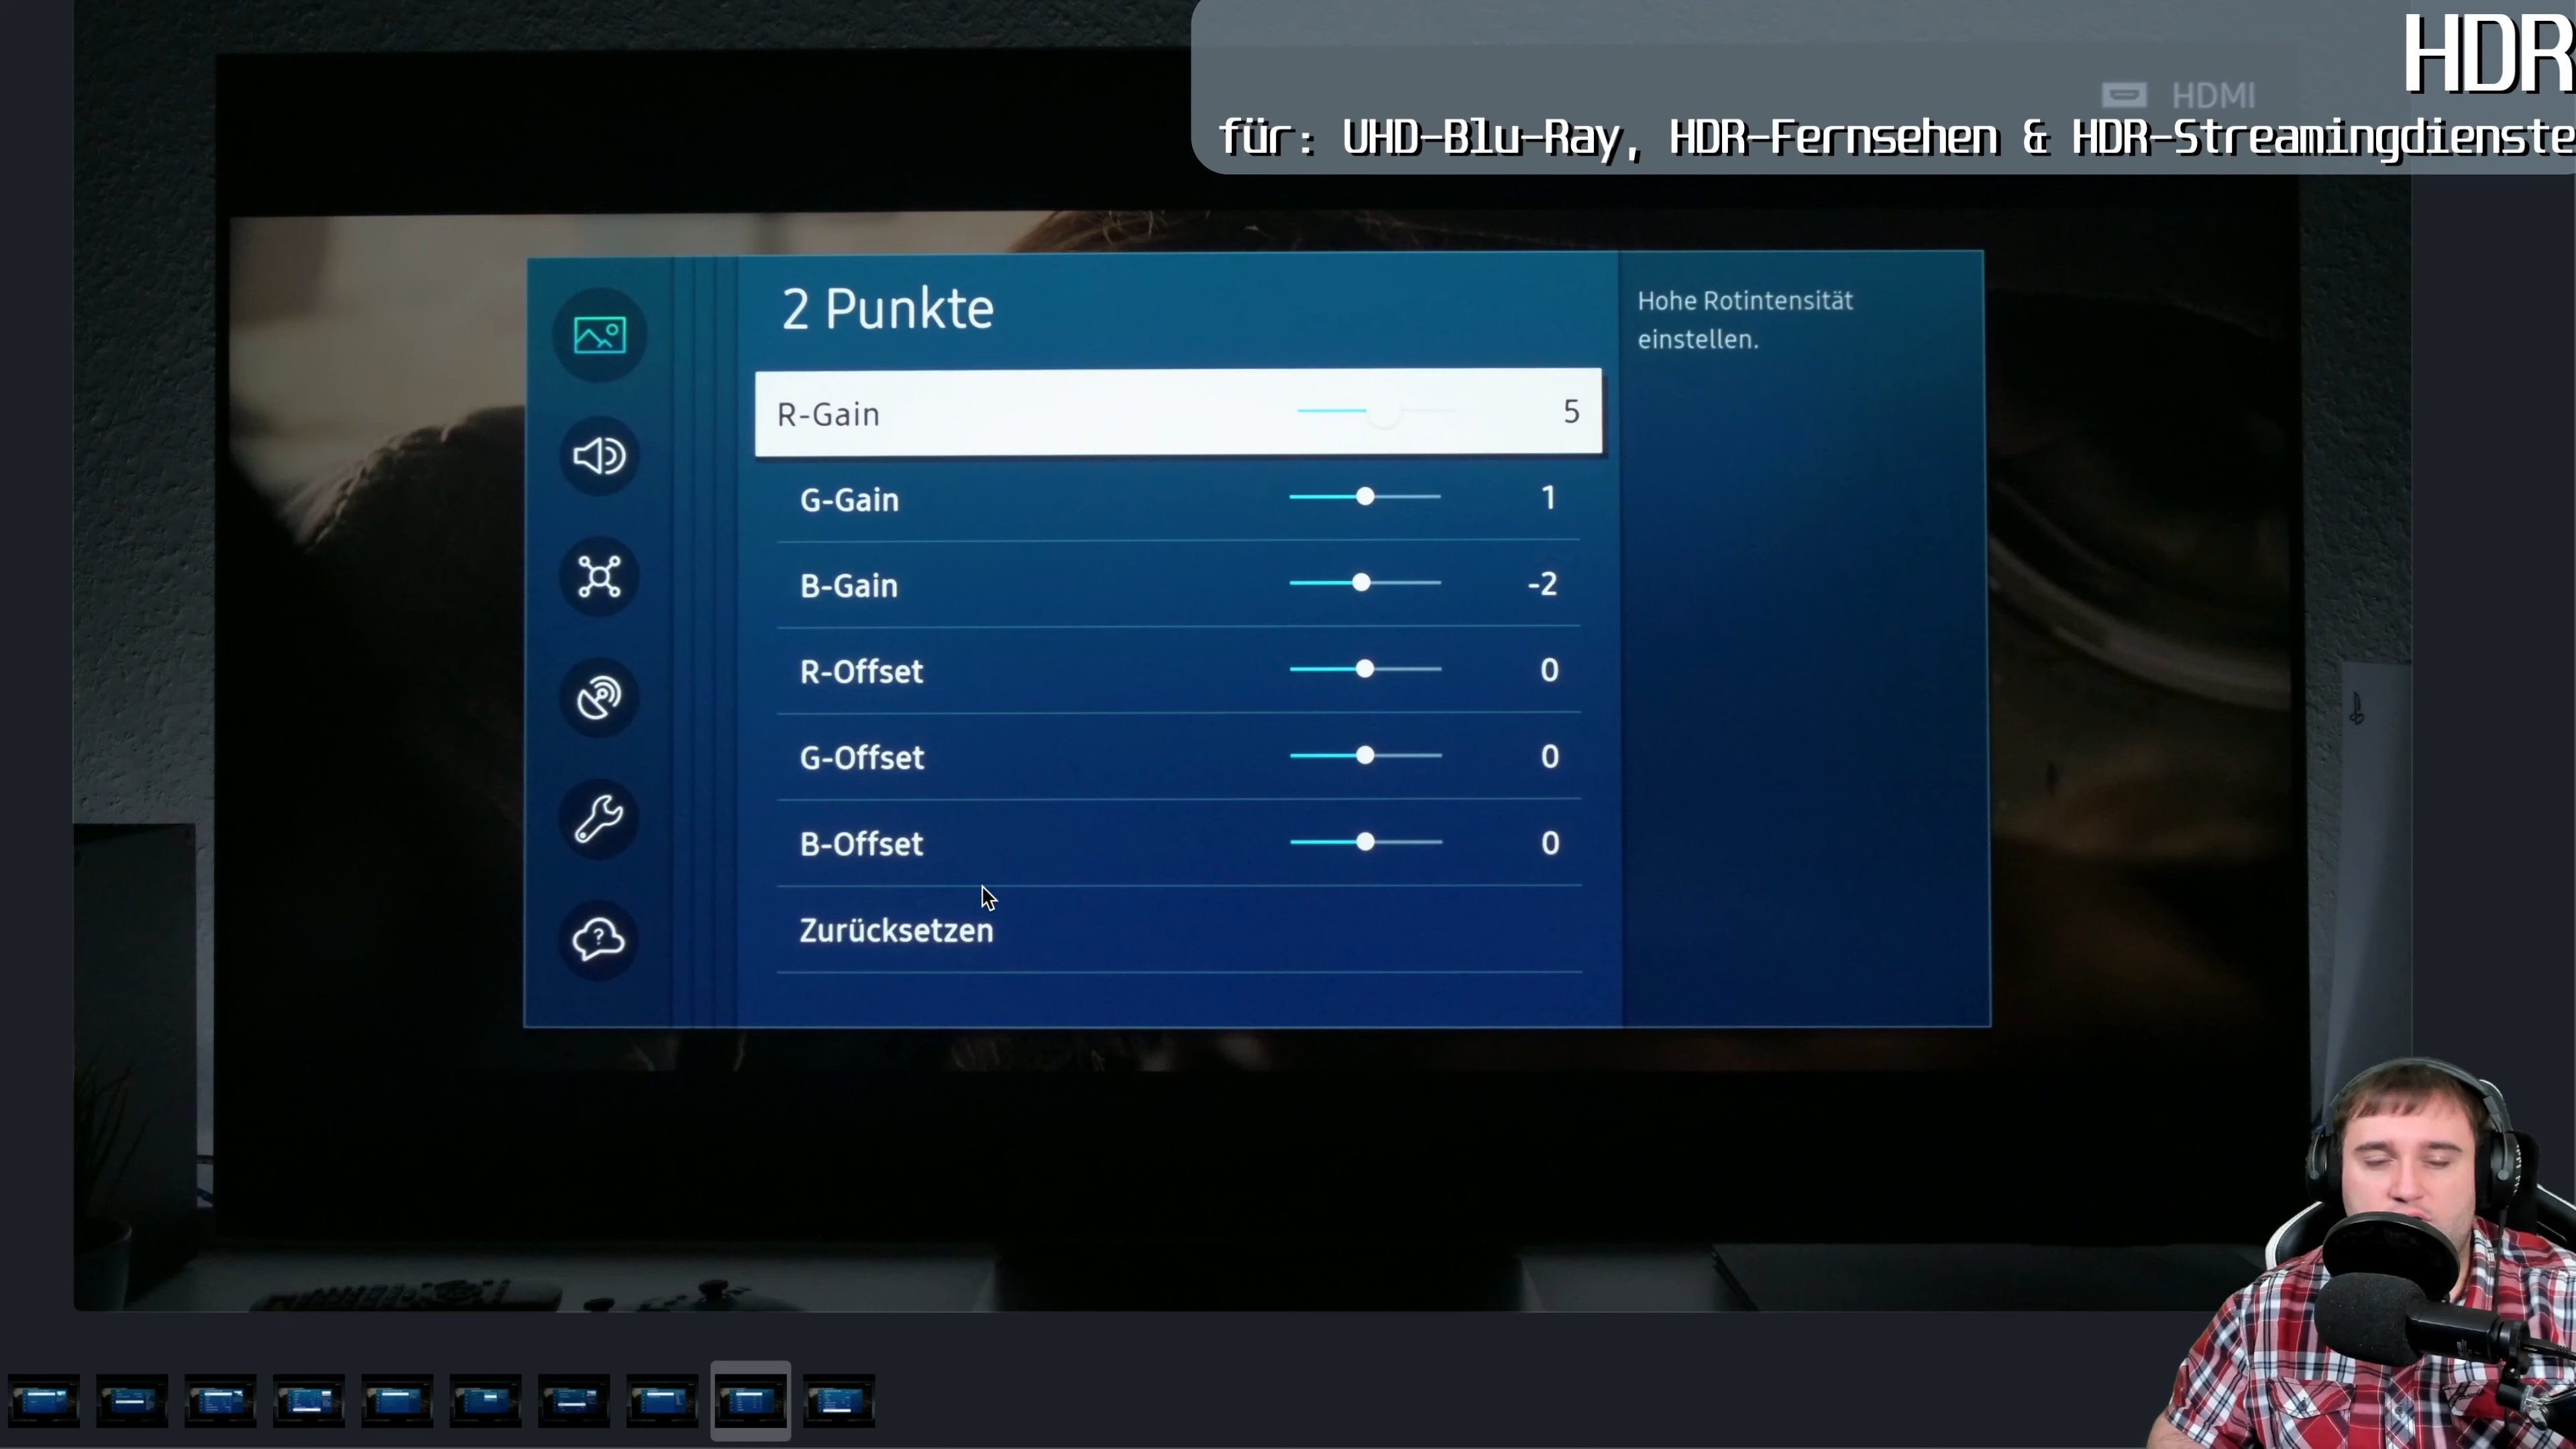 HDR
HDMI
für: UHD-Blu-Ray, HDR-Fernsehen & HDR-Streamingdienste
2 Punkte
Hohe Rotintensität
einstellen.
R-Gain 5
G-Gain 1
B-Gain -2
R-Offset 0
G-Offset 0
B-Offset 0
Zurücksetzen